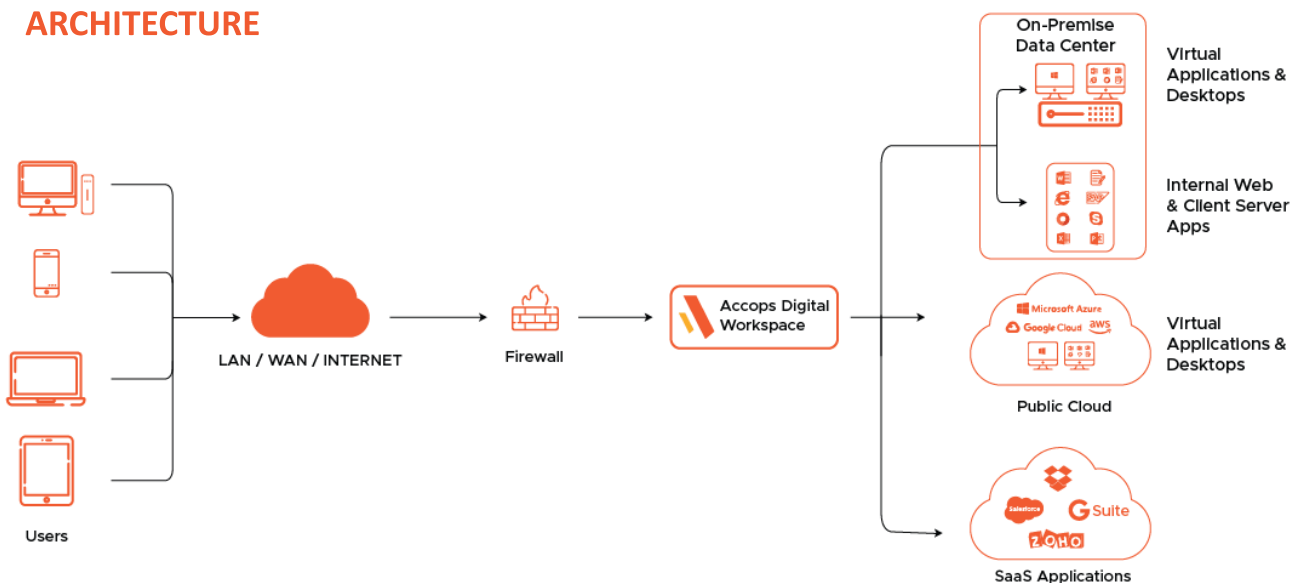 ARCHITECTURE
On-Premise
Data Center
Virtual
Applications &
Desktops
Internal Web
& Client Server
Apps
LAN / WAN / INTERNET
Firewall
Accops Digital
Workspace
Microsoft Azure
Google Cloud aws
Virtual
Applications &
Desktops
Public Cloud
Users
salesforce
G Suite
ZOHO
SaaS Applications